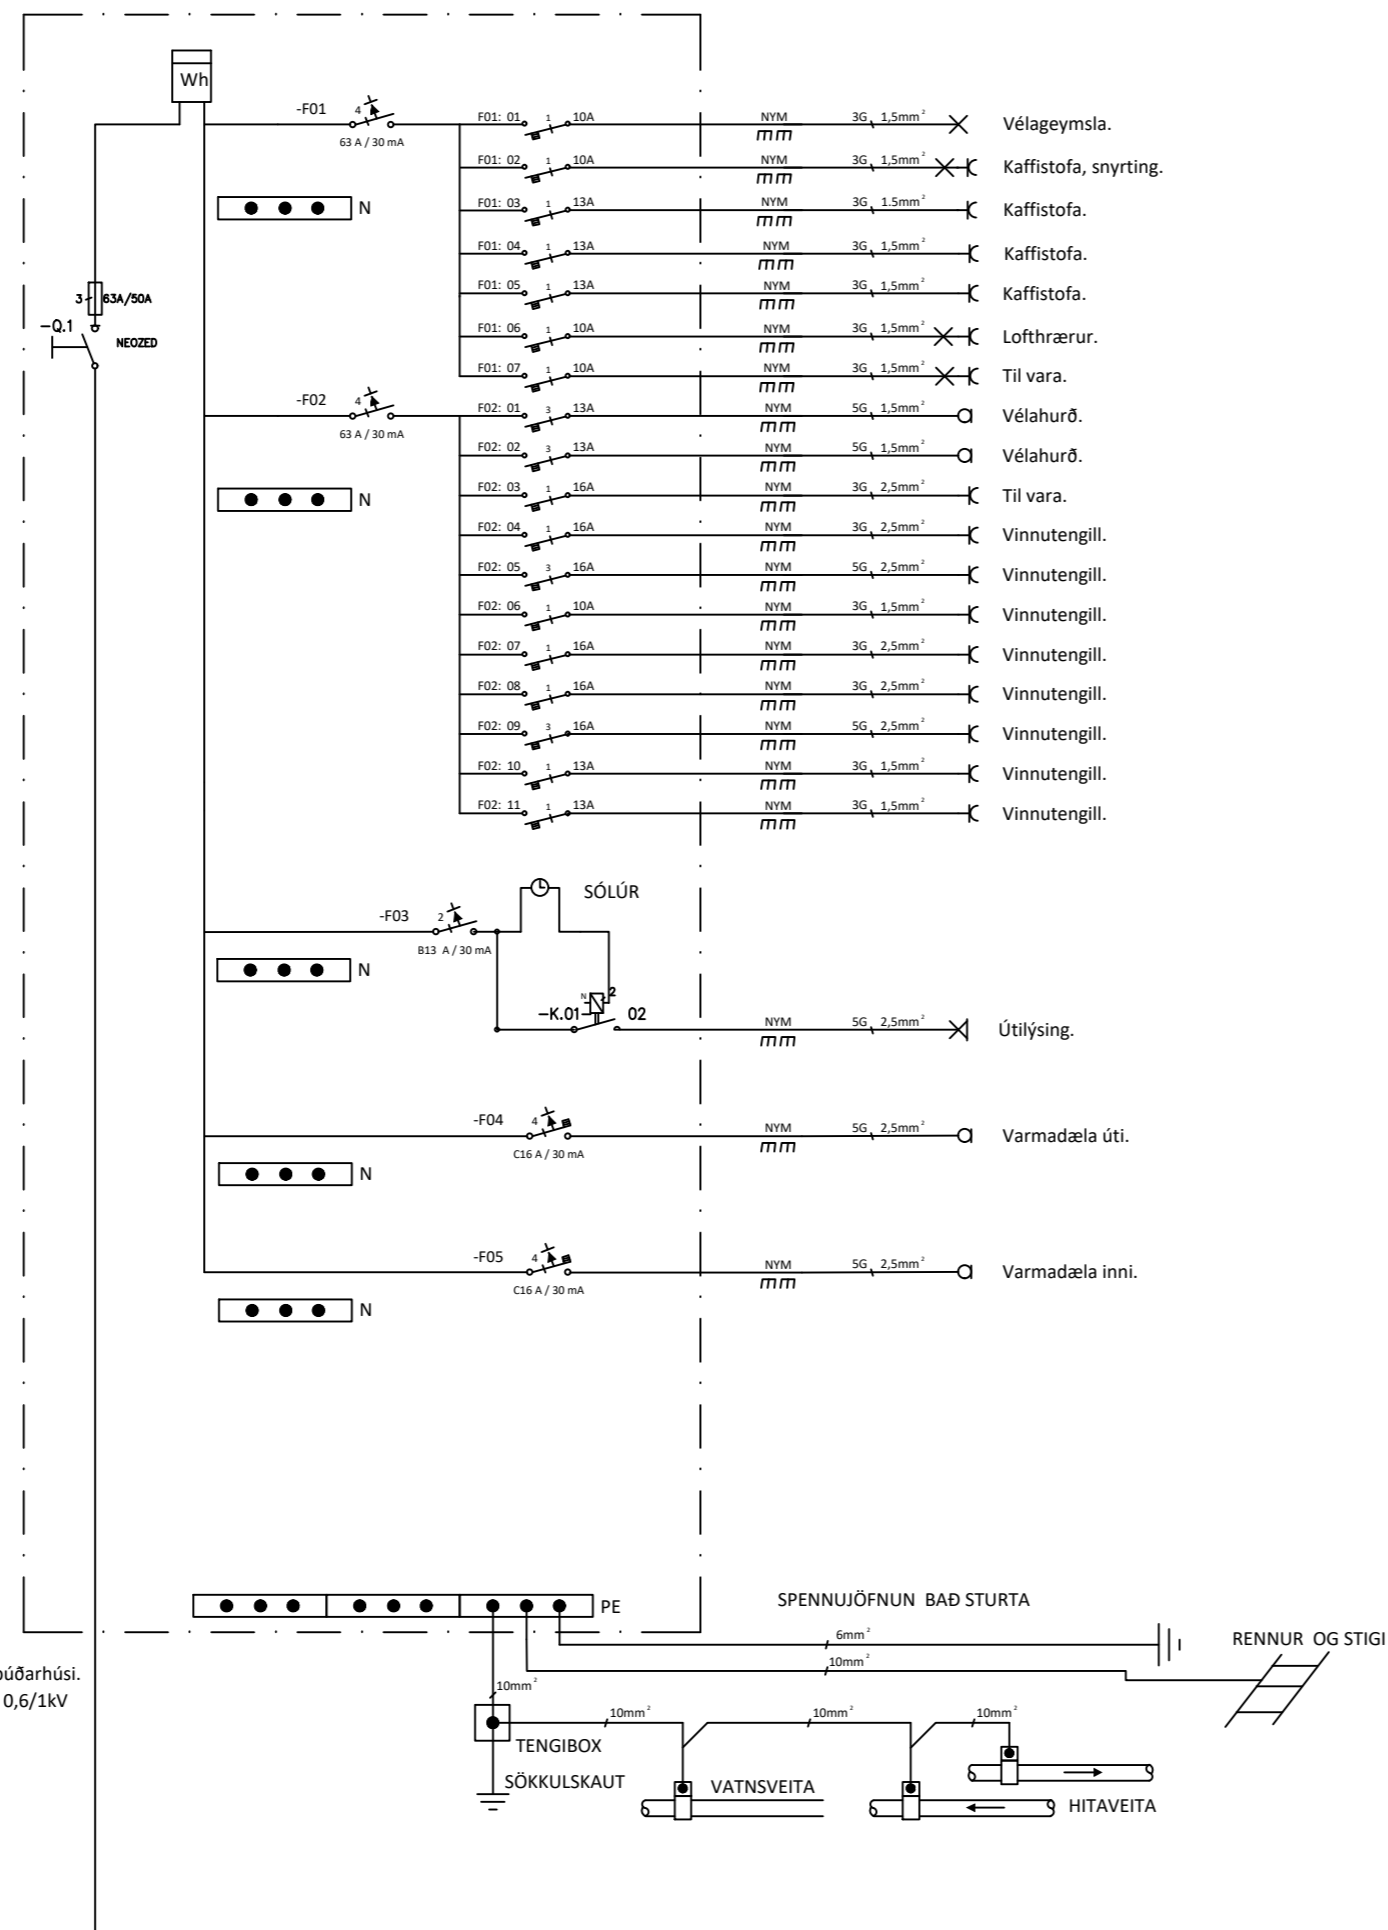 Wh
-F01 4 63 A / 30 mA
F01: 01 1 10A NYM 3G 1,5mm² Vélageymsla.
F01: 02 1 10A NYM 3G 1,5mm² Kaffistofa, snyrting.
N
F01: 03 1 13A NYM 3G 1.5mm² Kaffistofa.
F01: 04 1 13A NYM 3G 1,5mm² Kaffistofa.
F01: 05 1 13A NYM 3G 1,5mm² Kaffistofa.
3 63A/50A
-Q.1 NEOZED
F01: 06 1 10A NYM 3G 1,5mm² Lofthrærur.
F01: 07 1 10A NYM 3G 1,5mm² Til vara.
-F02 4 63 A / 30 mA
F02: 01 3 13A NYM 5G 1,5mm² Vélahurð.
F02: 02 3 13A NYM 5G 1,5mm² Vélahurð.
N
F02: 03 1 16A NYM 3G 2,5mm² Til vara.
F02: 04 1 16A NYM 3G 2,5mm² Vinnutengill.
F02: 05 3 16A NYM 5G 2,5mm² Vinnutengill.
F02: 06 1 10A NYM 3G 1,5mm² Vinnutengill.
F02: 07 1 16A NYM 3G 2,5mm² Vinnutengill.
F02: 08 1 16A NYM 3G 2,5mm² Vinnutengill.
F02: 09 3 16A NYM 5G 2,5mm² Vinnutengill.
F02: 10 1 13A NYM 3G 1,5mm² Vinnutengill.
F02: 11 1 13A NYM 3G 1,5mm² Vinnutengill.
SÓLÚR
-F03 2 B13 A / 30 mA
N
N 2
-K.01 02 NYM 5G 2,5mm² Útilýsing.
-F04 4 C16 A / 30 mA NYM 5G 2,5mm² Varmadæla úti.
N
-F05 4 C16 A / 30 mA NYM 5G 2,5mm² Varmadæla inni.
N
PE
SPENNUJÖFNUN BAÐ STURTA
6mm²
RENNUR OG STIGI
10mm²
búðarhúsi.
0,6/1kV
10mm²
10mm² 10mm² 10mm²
TENGIBOX
SÖKKULSKAUT
VATNSVEITA
HITAVEITA